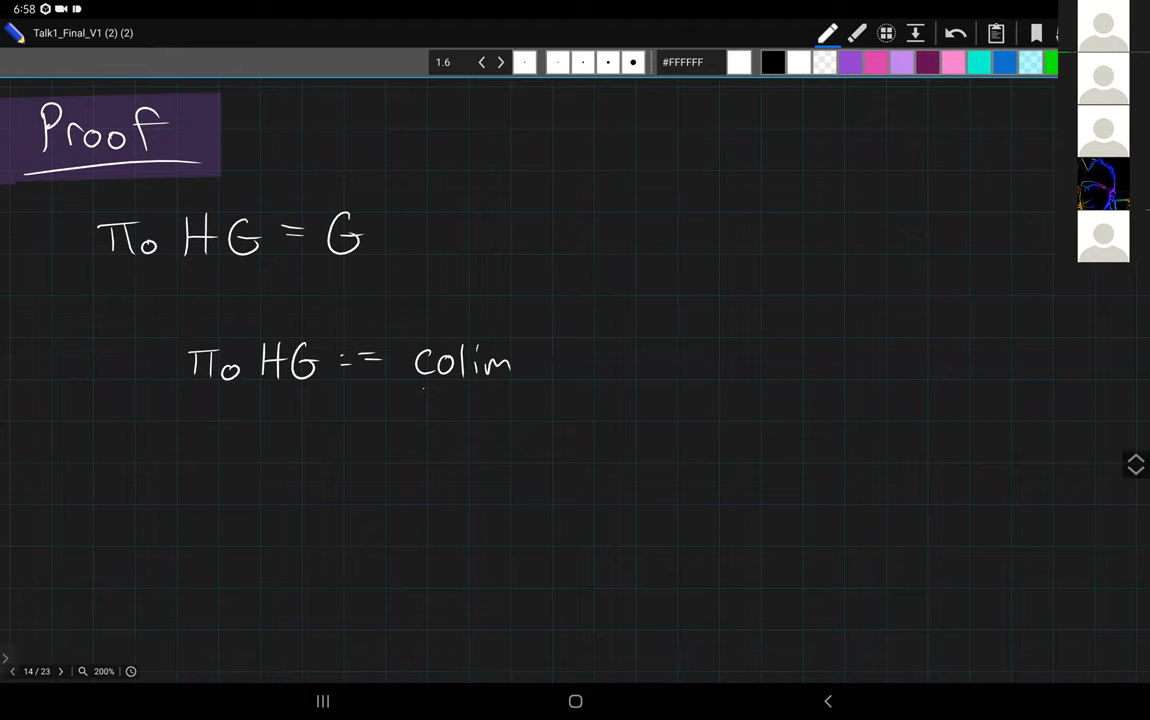 6:58
Talk1_Final_V1 (2) (2)
1.6
#FFFFFF
Proof
π₀ HG = G
π₀ HG := colim
14 / 23
200%